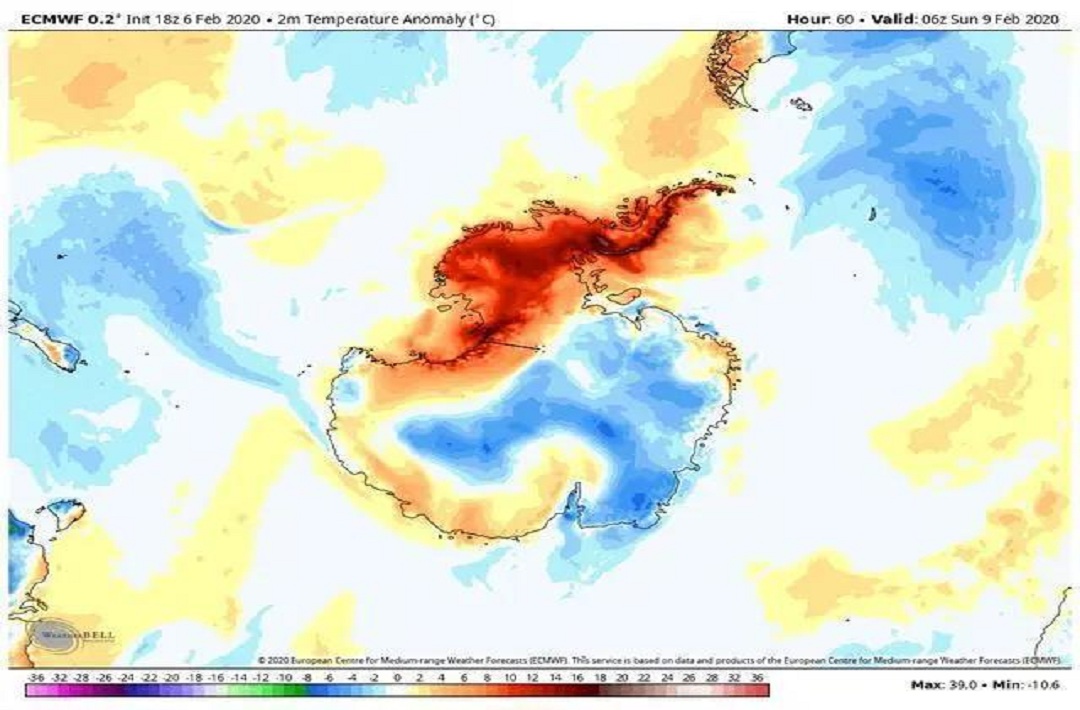 ECMWF 0.2° Init 18z 6 Feb 2020 • 2m Temperature Anomaly (°C)
Hour: 60 • Valid: 06z Sun 9 Feb 2020
WeatherBELL
© 2020 European Centre for Medium-range Weather Forecasts (ECMWF). This service is based on data and products of the European Centre for Medium-range Weather Forecasts (ECMWF).
-36 -32 -28 -26 -24 -22 -20 -18 -16 -14 -12 -10 -8 -6 -4 -2 0 2 4 6 8 10 12 14 16 18 20 22 24 26 28 32 36
Max: 39.0 • Min: -10.6